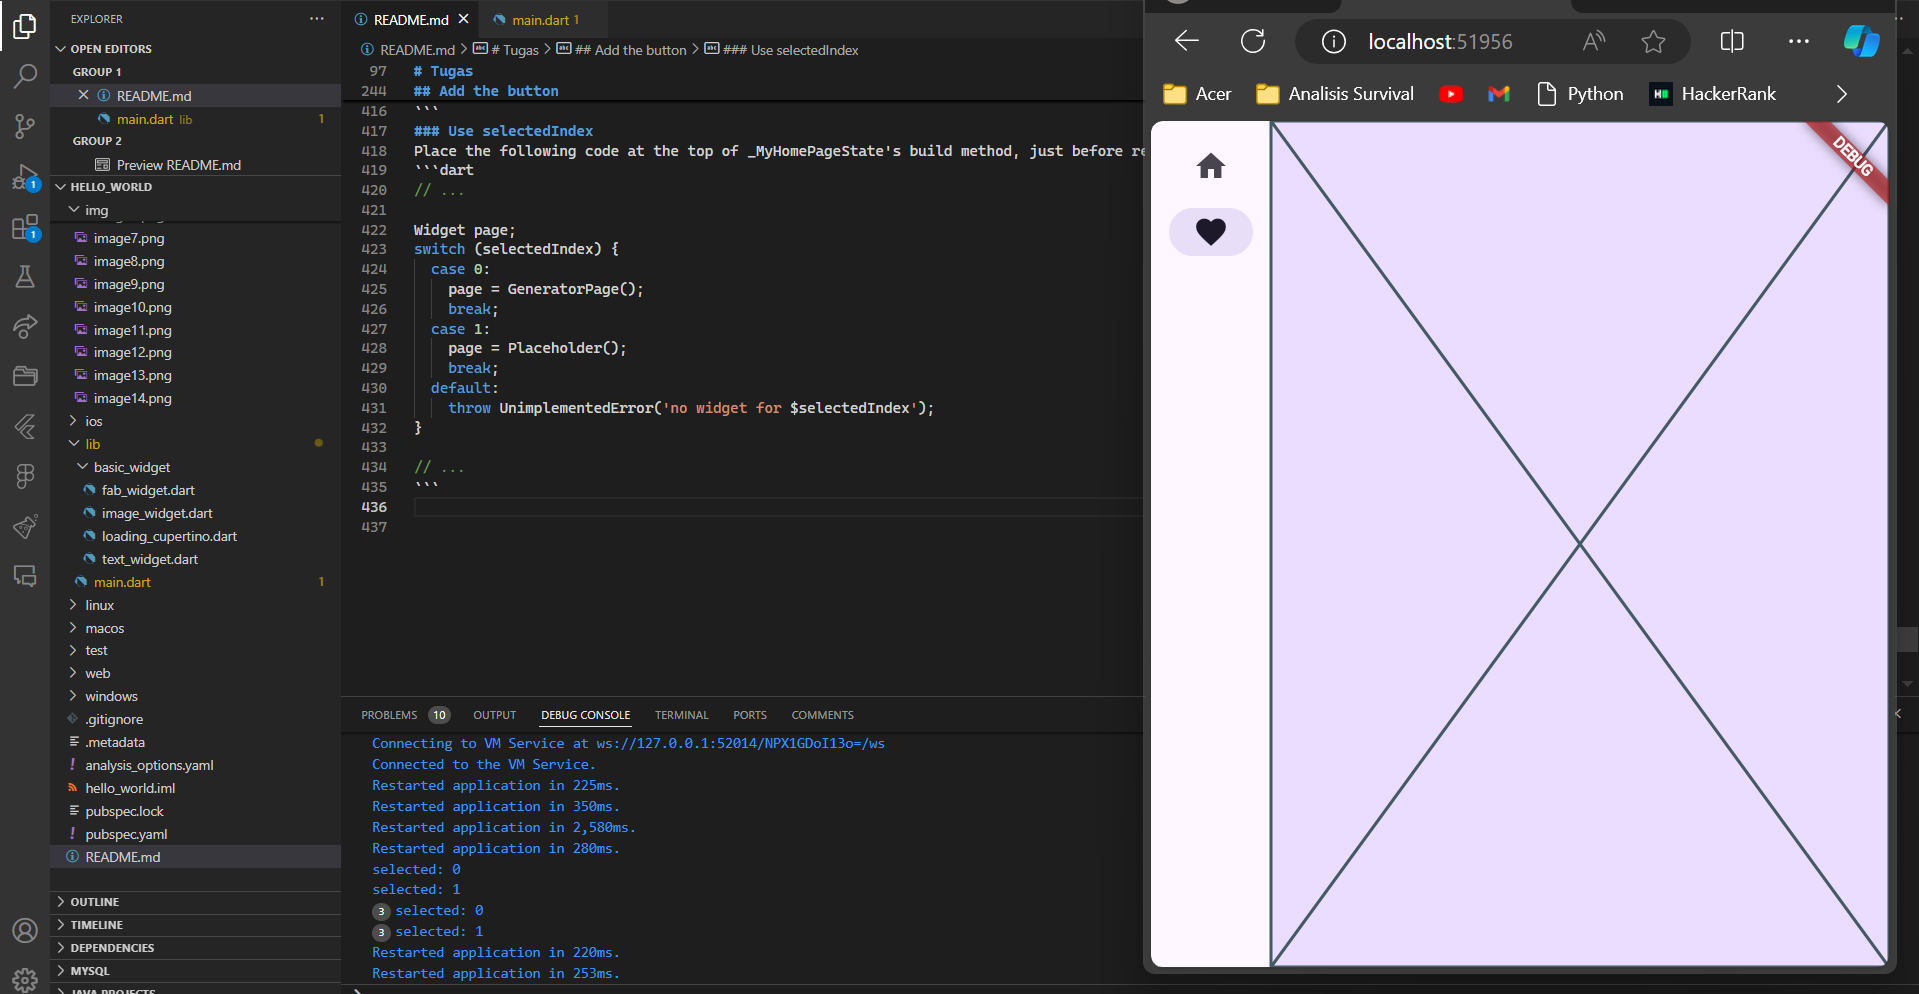 EXPLORER
OPEN EDITORS
GROUP 1
README.md
main.dart lib 1
GROUP 2
Preview README.md
HELLO_WORLD
img
image7.png
image8.png
image9.png
image10.png
image11.png
image12.png
image13.png
image14.png
ios
lib
basic_widget
fab_widget.dart
image_widget.dart
loading_cupertino.dart
text_widget.dart
main.dart 1
linux
macos
test
web
windows
.gitignore
.metadata
analysis_options.yaml
hello_world.iml
pubspec.lock
pubspec.yaml
README.md
OUTLINE
TIMELINE
DEPENDENCIES
MYSQL
JAVA PROJECTS
1
1
README.md
main.dart 1
README.md > # Tugas > ## Add the button > ### Use selectedIndex
97 # Tugas
244 ## Add the button
416 ```
417 ### Use selectedIndex
418 Place the following code at the top of _MyHomePageState's build method, just before re
419 ```dart
420 // ...
421
422 Widget page;
423 switch (selectedIndex) {
424 case 0:
425 page = GeneratorPage();
426 break;
427 case 1:
428 page = Placeholder();
429 break;
430 default:
431 throw UnimplementedError('no widget for $selectedIndex');
432 }
433
434 // ...
435 ```
436
437
PROBLEMS 10 OUTPUT DEBUG CONSOLE TERMINAL PORTS COMMENTS
Connecting to VM Service at ws://127.0.0.1:52014/NPX1GDoI13o=/ws
Connected to the VM Service.
Restarted application in 225ms.
Restarted application in 350ms.
Restarted application in 2,580ms.
Restarted application in 280ms.
selected: 0
selected: 1
3 selected: 0
3 selected: 1
Restarted application in 220ms.
Restarted application in 253ms.
localhost:51956
Acer Analisis Survival Python HackerRank
DEBUG